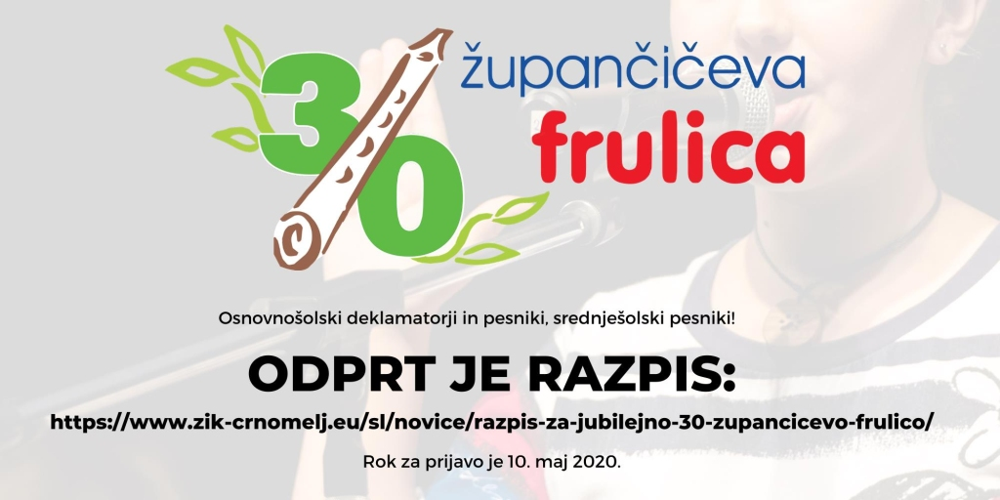 30
župančičeva
frulica
Osnovnošolski deklamatorji in pesniki, srednješolski pesniki!
ODPRT JE RAZPIS:
https://www.zik-crnomelj.eu/sl/novice/razpis-za-jubilejno-30-zupancicevo-frulico/
Rok za prijavo je 10. maj 2020.